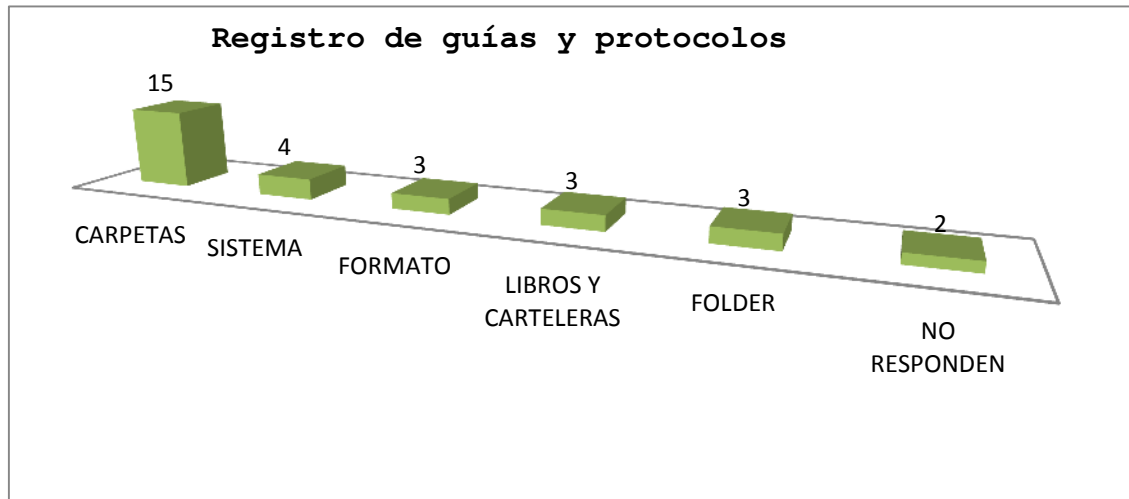 Registro de guías y protocolos
15
4
3
3
3
2
CARPETAS
SISTEMA
FORMATO
LIBROS Y
CARTELERAS
FOLDER
NO
RESPONDEN